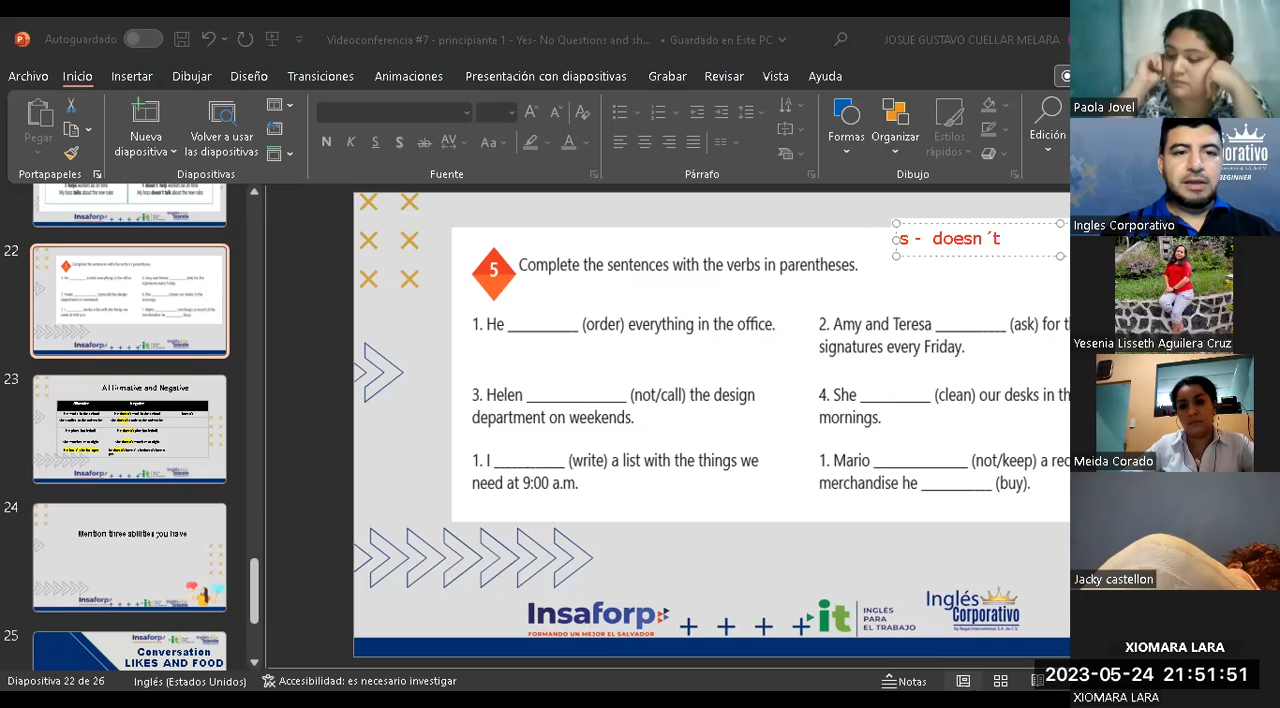 Autoguardado
Videoconferencia #7 - principiante 1 - Yes- No Questions and sh... • Guardado en Este PC
JOSUE GUSTAVO CUELLAR MELARA
Archivo Inicio Insertar Dibujar Diseño Transiciones Animaciones Presentación con diapositivas Grabar Revisar Vista Ayuda
Pegar
Nueva diapositiva
Volver a usar las diapositivas
Formas
Organizar
Estilos rápidos
Edición
Portapapeles
Diapositivas
Fuente
Párrafo
Dibujo
22
23
Affirmative and Negative
24
Mention three abilities you have
25
Conversation
LIKES AND FOOD
s - doesn´t
5
Complete the sentences with the verbs in parentheses.
1. He _________ (order) everything in the office.
2. Amy and Teresa _________ (ask) for
signatures every Friday.
3. Helen _____________ (not/call) the design
department on weekends.
4. She _________ (clean) our desks in
mornings.
1. I _________ (write) a list with the things we
need at 9:00 a.m.
1. Mario ____________ (not/keep) a
merchandise he _________ (buy).
Insaforp
FORMANDO UN MEJOR EL SALVADOR
it
INGLÉS
PARA
EL TRABAJO
Inglés
Corporativo
Diapositiva 22 de 26
Inglés (Estados Unidos)
Accesibilidad: es necesario investigar
Notas
Paola Jovel
Ingles Corporativo
Yesenia Lisseth Aguilera Cruz
Meida Corado
Jacky castellon
XIOMARA LARA
2023-05-24 21:51:51
XIOMARA LARA